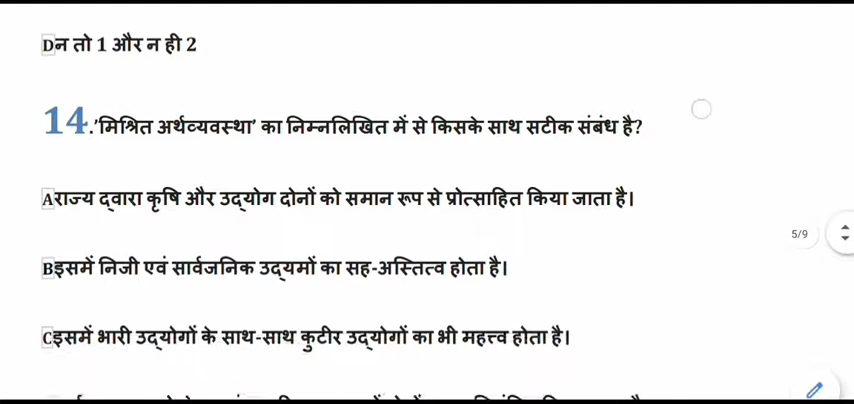 Dन तो 1 और न ही 2
14.'मिश्रित अर्थव्यवस्था' का निम्नलिखित में से किसके साथ सटीक संबंध है?
Aराज्य द्वारा कृषि और उद्योग दोनों को समान रूप से प्रोत्साहित किया जाता है।
5/9
Bइसमें निजी एवं सार्वजनिक उद्यमों का सह-अस्तित्व होता है।
Cइसमें भारी उद्योगों के साथ-साथ कुटीर उद्योगों का भी महत्त्व होता है।